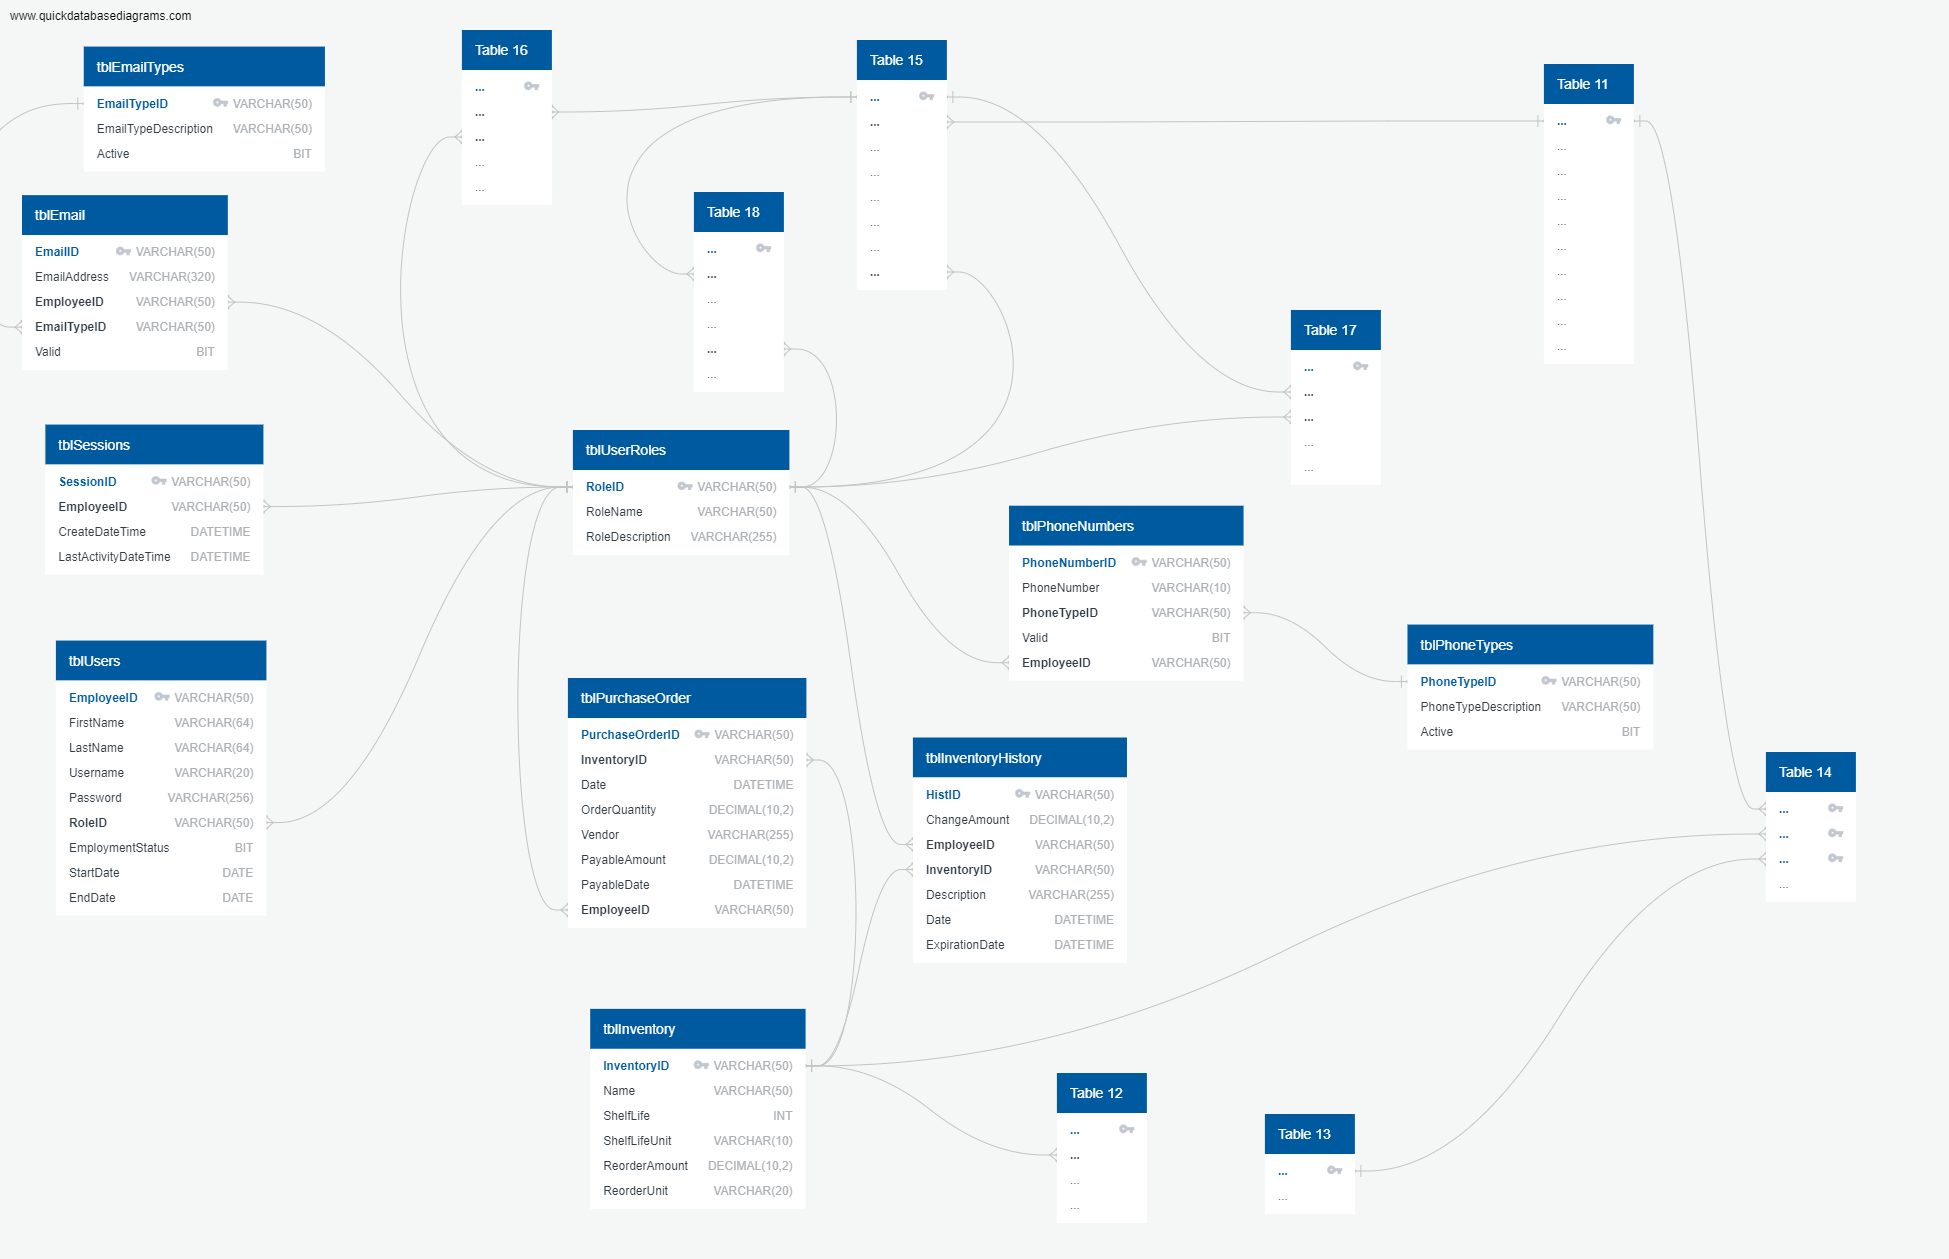 www.quickdatabasediagrams.com
tblEmailTypes
EmailTypeID VARCHAR(50)
EmailTypeDescription VARCHAR(50)
Active BIT
tblEmail
EmailID VARCHAR(50)
EmailAddress VARCHAR(320)
EmployeeID VARCHAR(50)
EmailTypeID VARCHAR(50)
Valid BIT
tblSessions
SessionID VARCHAR(50)
EmployeeID VARCHAR(50)
CreateDateTime DATETIME
LastActivityDateTime DATETIME
tblUsers
EmployeeID VARCHAR(50)
FirstName VARCHAR(64)
LastName VARCHAR(64)
Username VARCHAR(20)
Password VARCHAR(256)
RoleID VARCHAR(50)
EmploymentStatus BIT
StartDate DATE
EndDate DATE
Table 16
...
...
...
...
...
Table 18
...
...
...
...
...
...
Table 15
...
...
...
...
...
...
...
...
tblUserRoles
RoleID VARCHAR(50)
RoleName VARCHAR(50)
RoleDescription VARCHAR(255)
tblPurchaseOrder
PurchaseOrderID VARCHAR(50)
InventoryID VARCHAR(50)
Date DATETIME
OrderQuantity DECIMAL(10,2)
Vendor VARCHAR(255)
PayableAmount DECIMAL(10,2)
PayableDate DATETIME
EmployeeID VARCHAR(50)
tblInventory
InventoryID VARCHAR(50)
Name VARCHAR(50)
ShelfLife INT
ShelfLifeUnit VARCHAR(10)
ReorderAmount DECIMAL(10,2)
ReorderUnit VARCHAR(20)
Table 11
...
...
...
...
...
...
...
...
...
...
Table 17
...
...
...
...
...
tblPhoneNumbers
PhoneNumberID VARCHAR(50)
PhoneNumber VARCHAR(10)
PhoneTypeID VARCHAR(50)
Valid BIT
EmployeeID VARCHAR(50)
tblPhoneTypes
PhoneTypeID VARCHAR(50)
PhoneTypeDescription VARCHAR(50)
Active BIT
tblInventoryHistory
HistID VARCHAR(50)
ChangeAmount DECIMAL(10,2)
EmployeeID VARCHAR(50)
InventoryID VARCHAR(50)
Description VARCHAR(255)
Date DATETIME
ExpirationDate DATETIME
Table 14
...
...
...
...
Table 12
...
...
...
...
Table 13
...
...